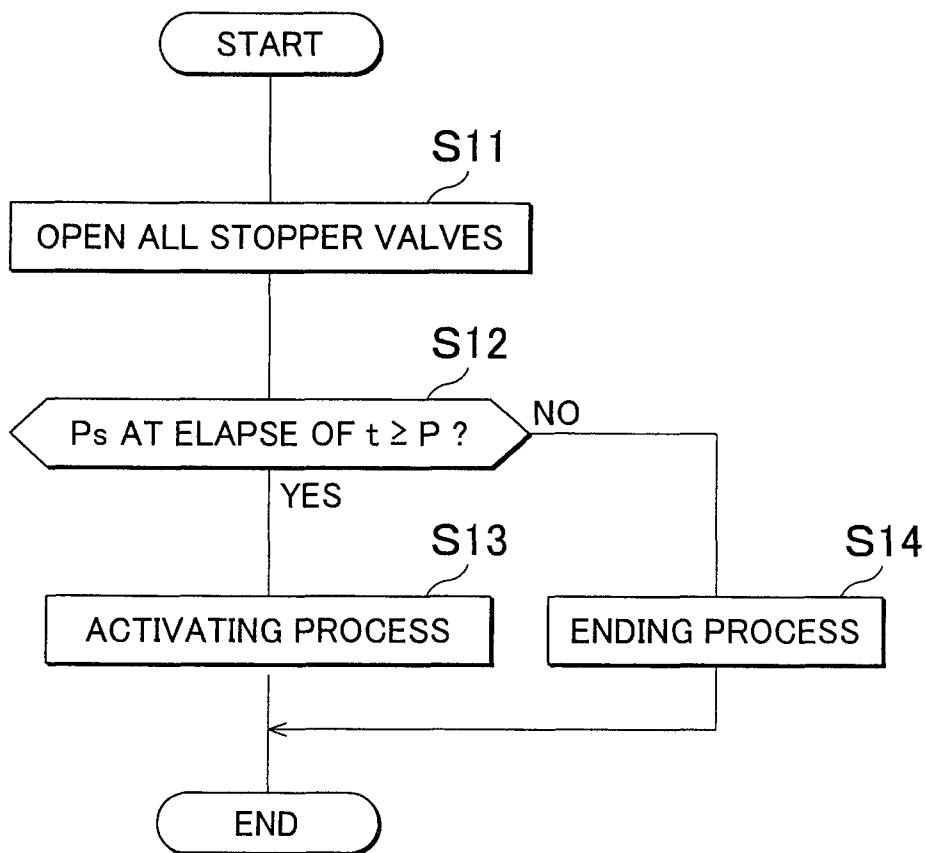 START
S11
OPEN ALL STOPPER VALVES
S12
Ps AT ELAPSE OF t ≥ P ?
NO
YES
S13
S14
ACTIVATING PROCESS
ENDING PROCESS
END